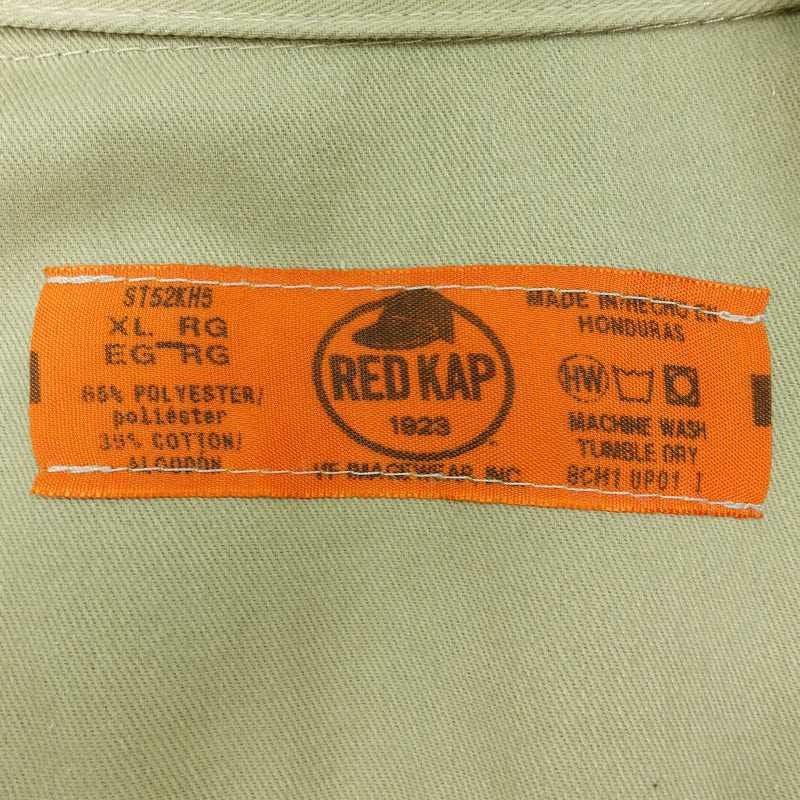 ST52KH5
XL RG
EG RG
65% POLYESTER/
poliéster
35% COTTON/
ALGODÓN
RED KAP
1923
™
VF IMAGEWEAR, INC.
MADE IN/HECHO EN
HONDURAS
HW
MACHINE WASH
TUMBLE DRY
8CH1 UP01 I